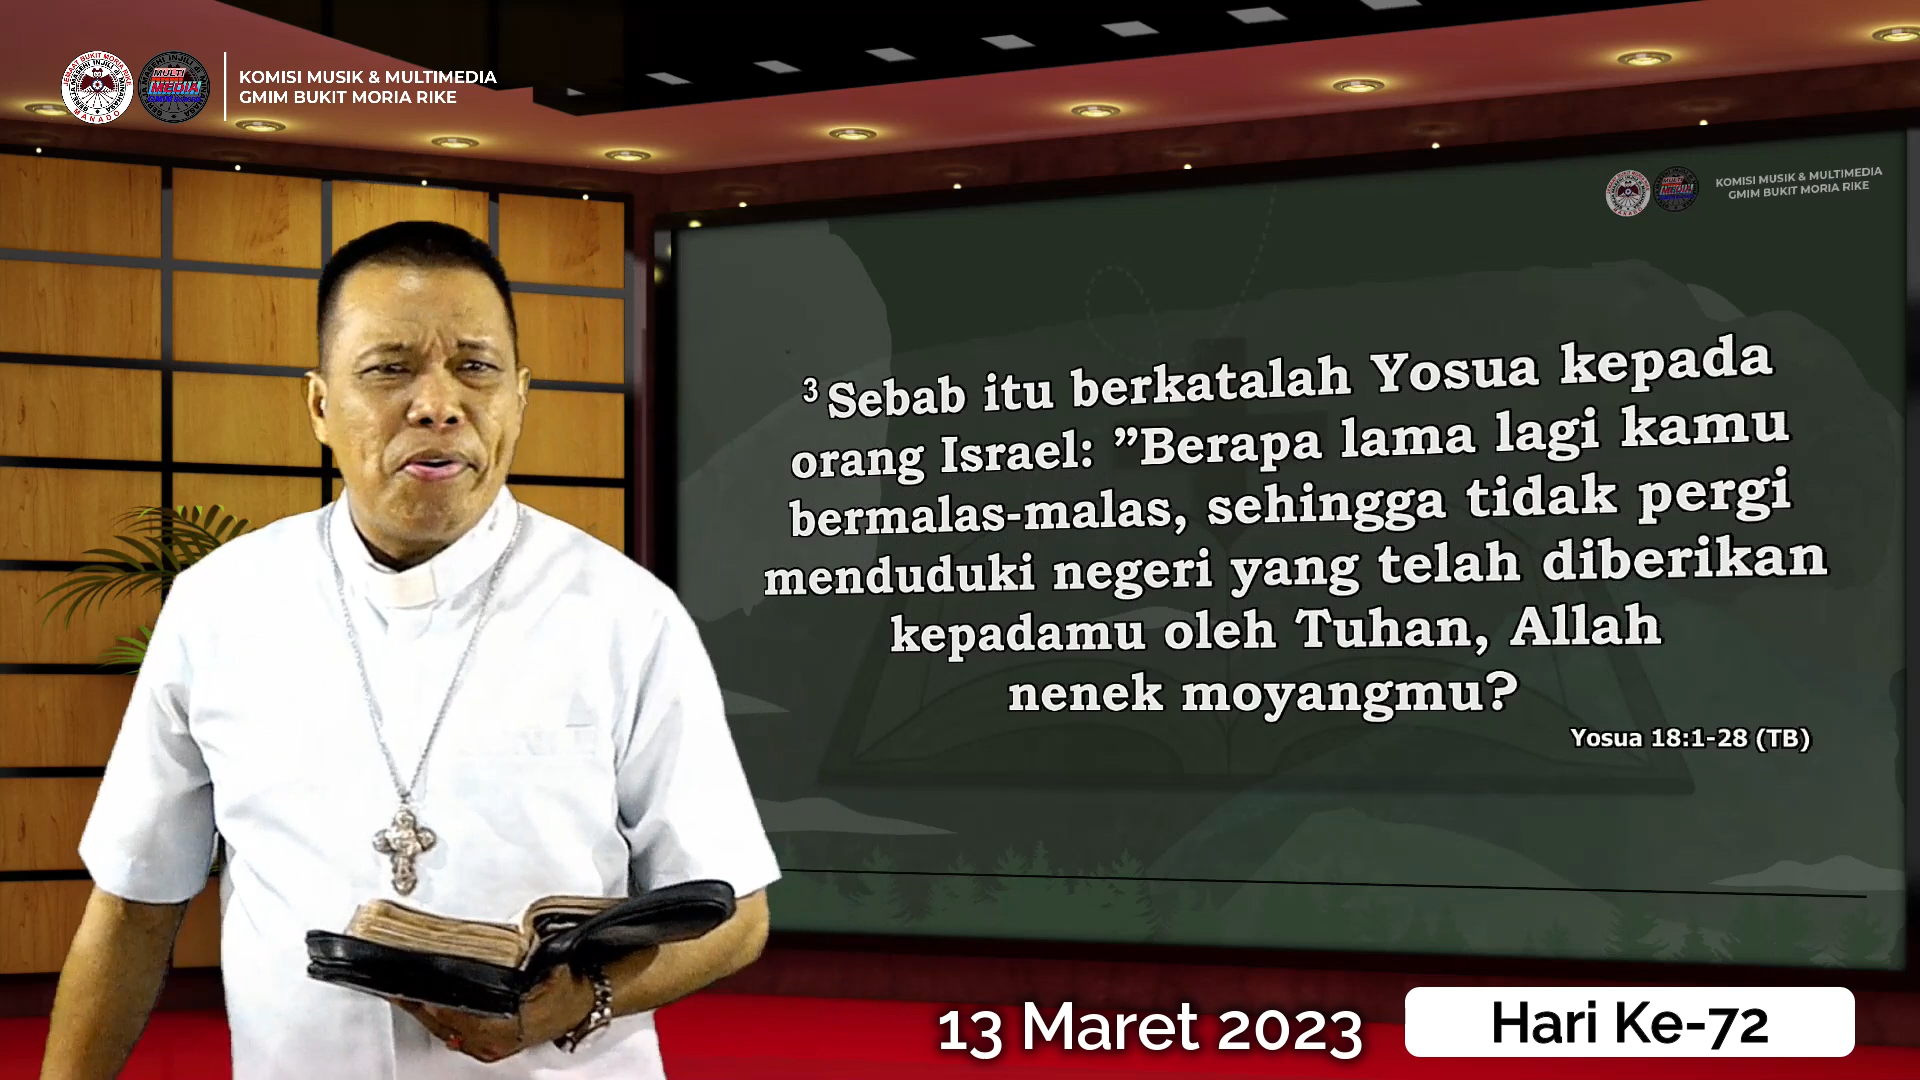 KOMISI MUSIK & MULTIMEDIA
GMIM BUKIT MORIA RIKE
MULTI
MEDIA
KOMISI MUSIK & MULTIMEDIA
GMIM BUKIT MORIA RIKE
3 Sebab itu berkatalah Yosua kepada
orang Israel: ”Berapa lama lagi kamu
bermalas-malas, sehingga tidak pergi
menduduki negeri yang telah diberikan
kepadamu oleh Tuhan, Allah
nenek moyangmu?
Yosua 18:1-28 (TB)
13 Maret 2023
Hari Ke-72